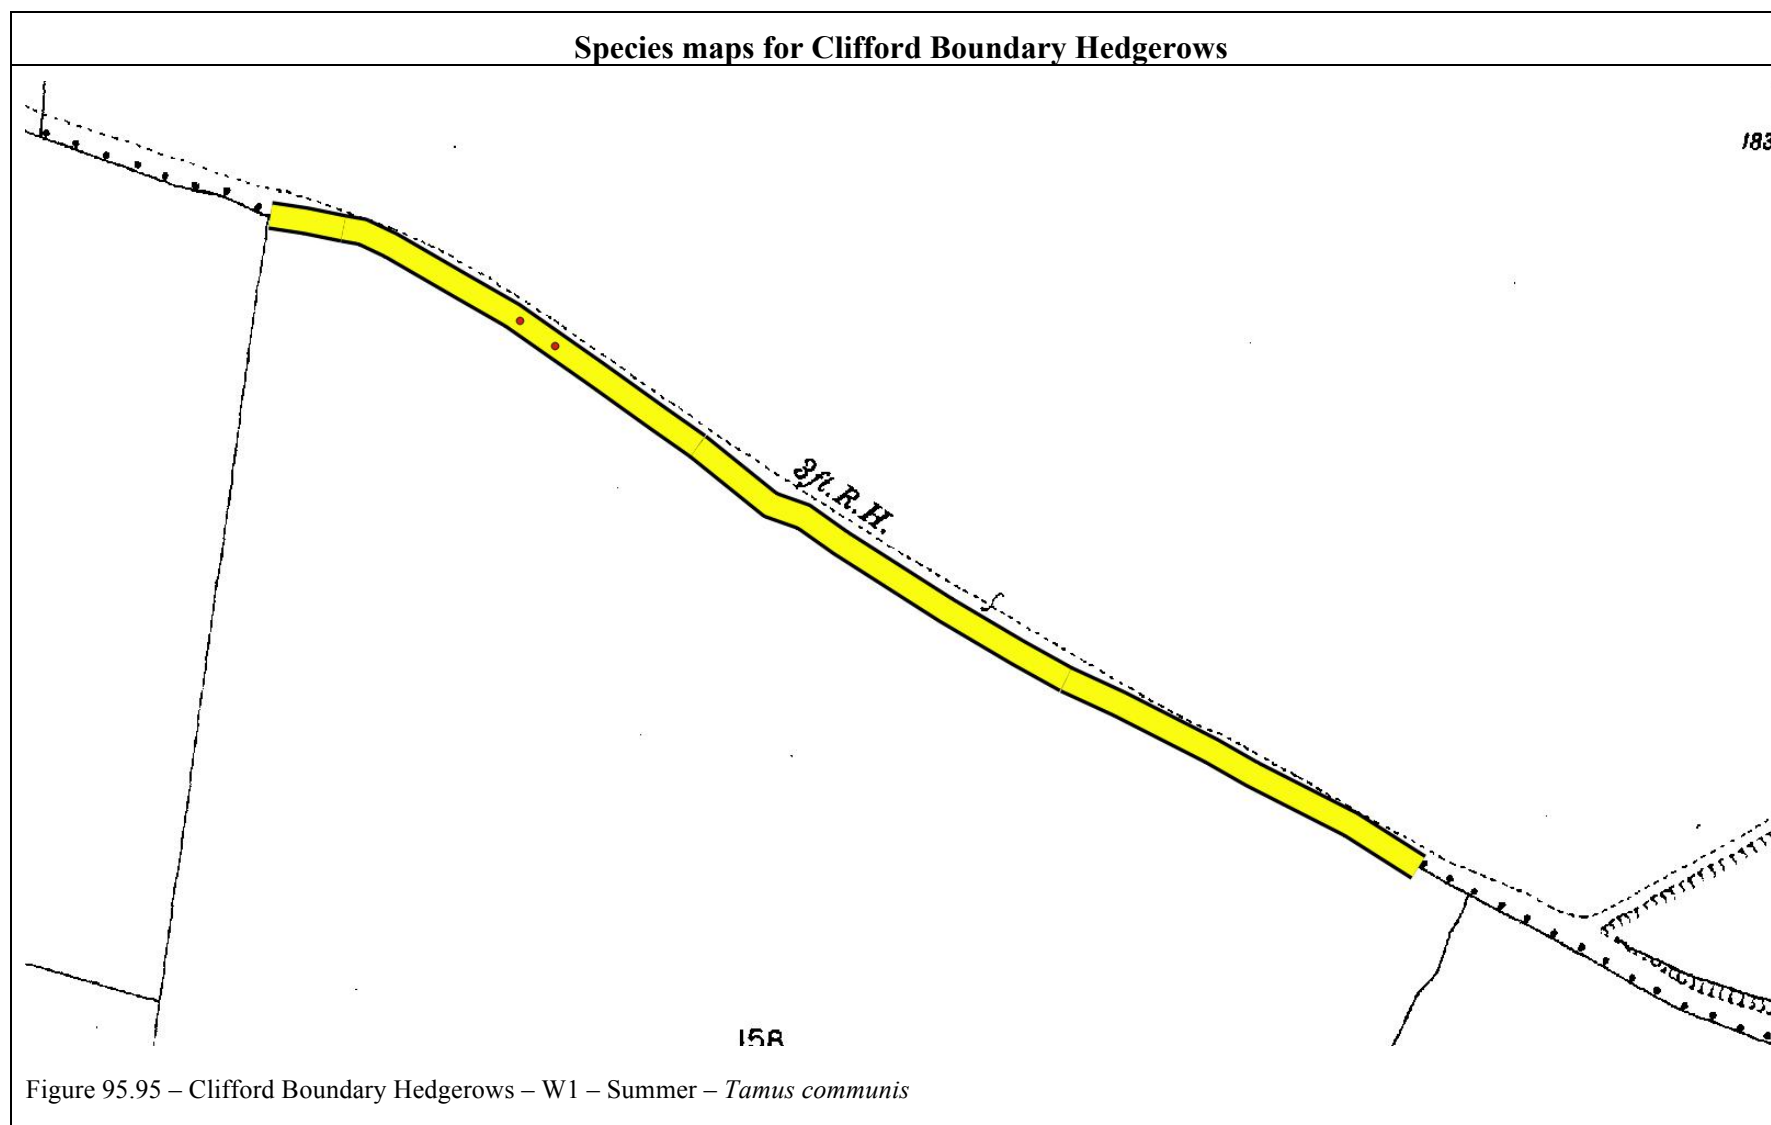 Species maps for Clifford Boundary Hedgerows
183
3ft. R. H.
158
Figure 95.95 – Clifford Boundary Hedgerows – W1 – Summer – Tamus communis